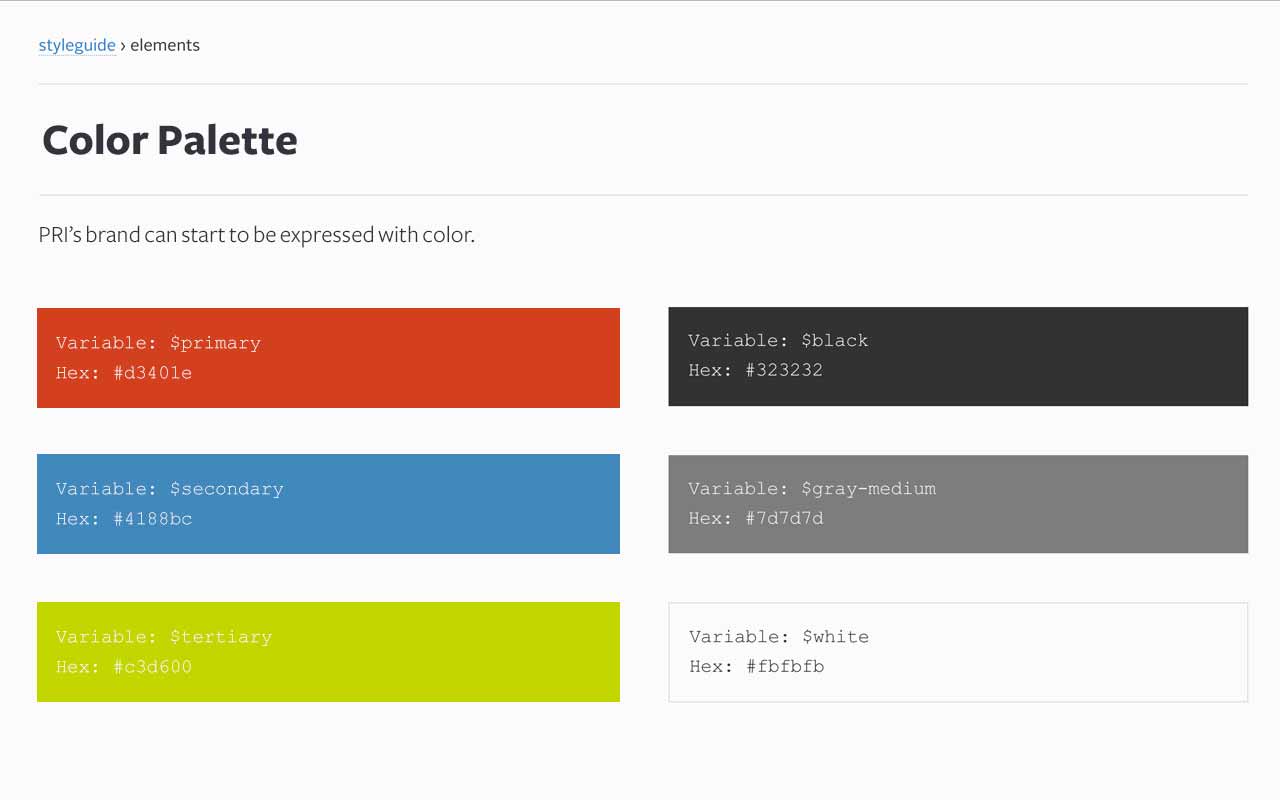 styleguide › elements
Color Palette
PRI’s brand can start to be expressed with color.
Variable: $primary
Hex: #d3401e
Variable: $black
Hex: #323232
Variable: $secondary
Hex: #4188bc
Variable: $gray-medium
Hex: #7d7d7d
Variable: $tertiary
Hex: #c3d600
Variable: $white
Hex: #fbfbfb